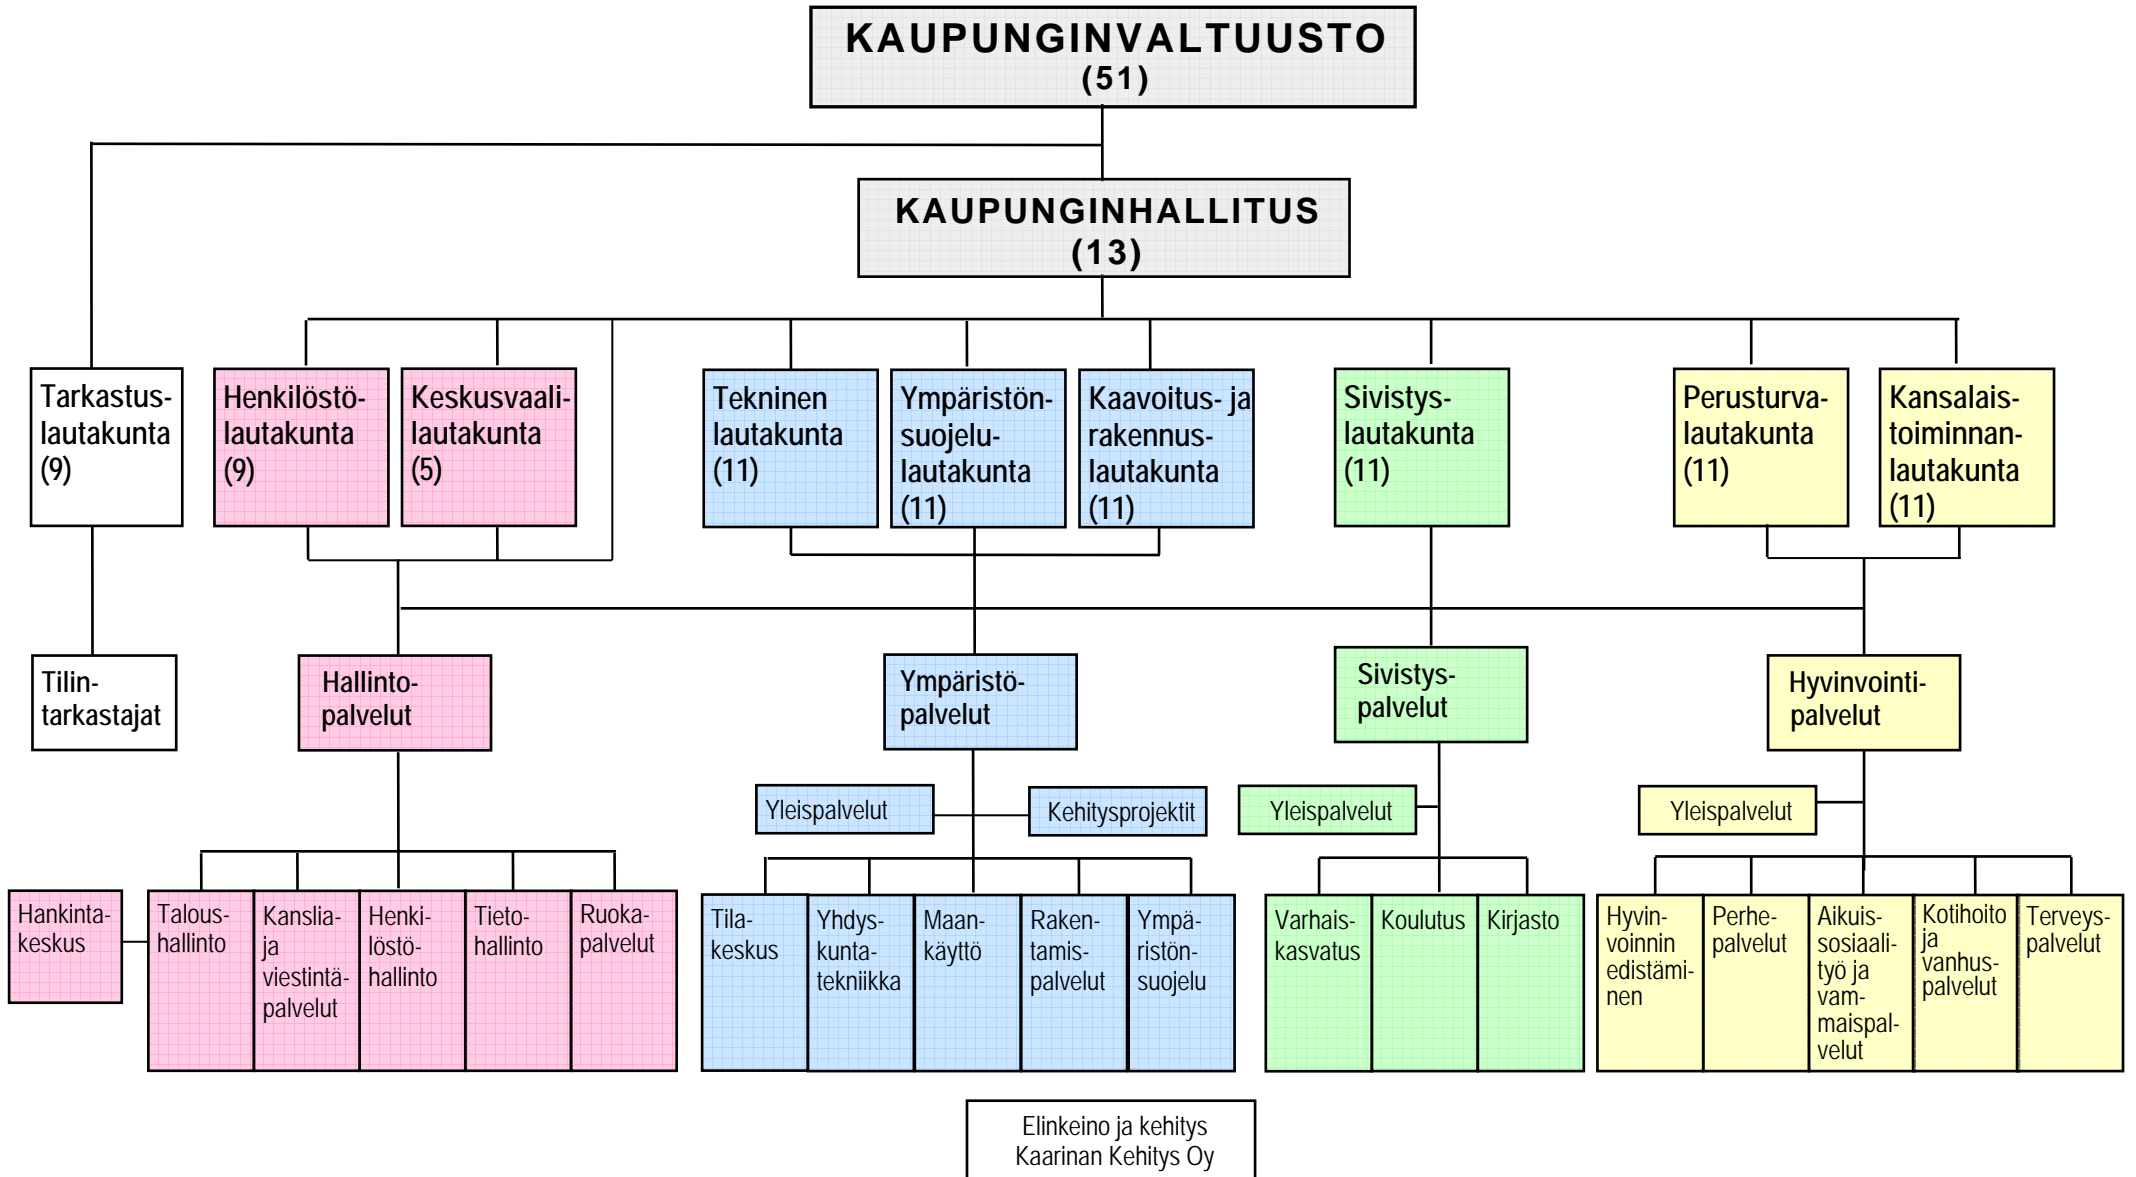 KAUPUNGINVALTUUSTO
(51)
KAUPUNGINHALLITUS
(13)
Tarkastus-
lautakunta
(9)
Henkilöstö-
lautakunta
(9)
Keskusvaali-
lautakunta
(5)
Tekninen
lautakunta
(11)
Ympäristön-
suojelu-
lautakunta
(11)
Kaavoitus- ja
rakennus-
lautakunta
(11)
Sivistys-
lautakunta
(11)
Perusturva-
lautakunta
(11)
Kansalais-
toiminnan-
lautakunta
(11)
Tilin-
tarkastajat
Hallinto-
palvelut
Ympäristö-
palvelut
Sivistys-
palvelut
Hyvinvointi-
palvelut
Yleispalvelut
Kehitysprojektit
Yleispalvelut
Yleispalvelut
Hankinta-
keskus
Talous-
hallinto
Kanslia-
ja
viestintä-
palvelut
Henki-
löstö-
hallinto
Tieto-
hallinto
Ruoka-
palvelut
Tila-
keskus
Yhdys-
kunta-
tekniikka
Maan-
käyttö
Raken-
tamis-
palvelut
Ympä-
ristön-
suojelu
Varhais-
kasvatus
Koulutus
Kirjasto
Hyvin-
voinnin
edistämi-
nen
Perhe-
palvelut
Aikuis-
sosiaali-
työ ja
vam-
maispal-
velut
Kotihoito
ja
vanhus-
palvelut
Terveys-
palvelut
Elinkeino ja kehitys
Kaarinan Kehitys Oy